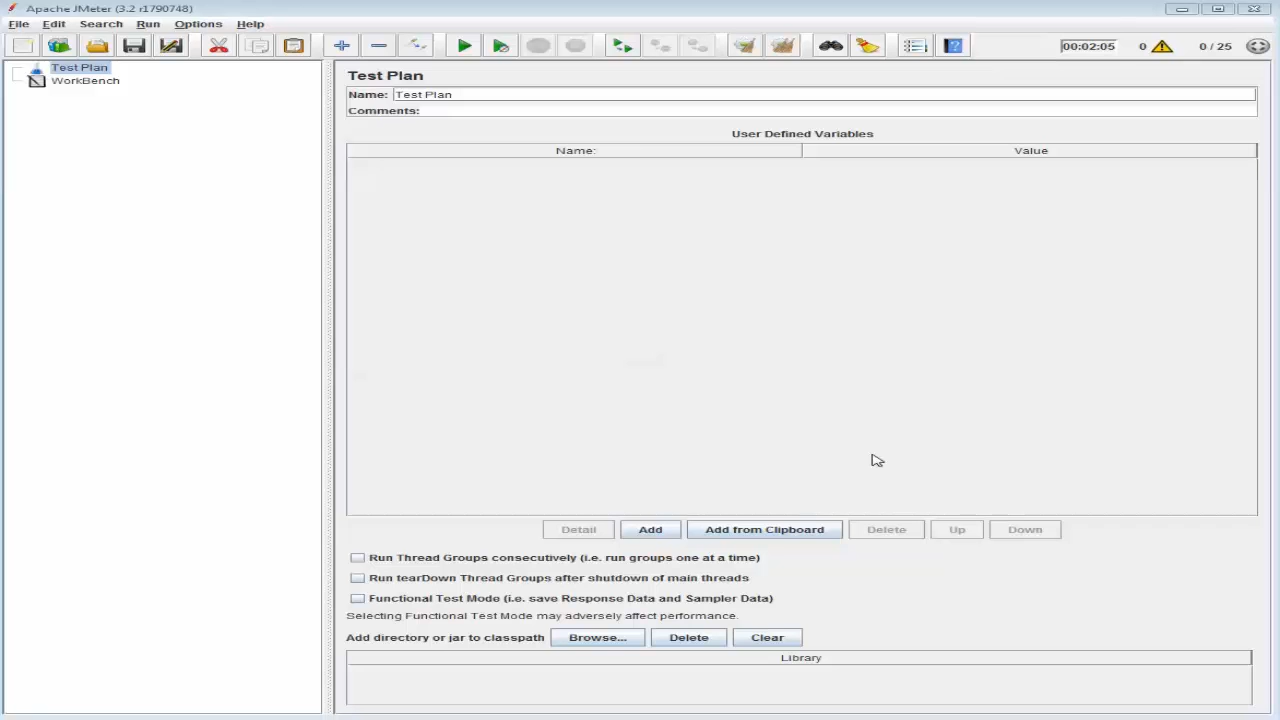 Apache JMeter (3.2 r1790748)
File Edit Search Run Options Help
00:02:05 0 0 / 25
Test Plan
WorkBench
Test Plan
Name: Test Plan
Comments:
User Defined Variables
Name: Value
Detail Add Add from Clipboard Delete Up Down
Run Thread Groups consecutively (i.e. run groups one at a time)
Run tearDown Thread Groups after shutdown of main threads
Functional Test Mode (i.e. save Response Data and Sampler Data)
Selecting Functional Test Mode may adversely affect performance.
Add directory or jar to classpath Browse... Delete Clear
Library